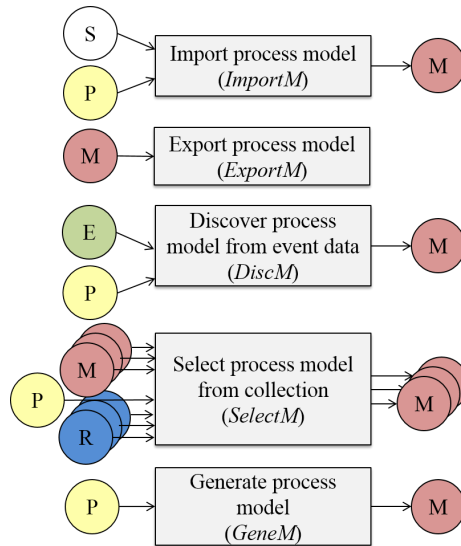 S
P
Import process model
(ImportM)
M
M
Export process model
(ExportM)
E
P
Discover process
model from event data
(DiscM)
M
M
P
R
Select process model
from collection
(SelectM)
M
P
Generate process
model
(GeneM)
M